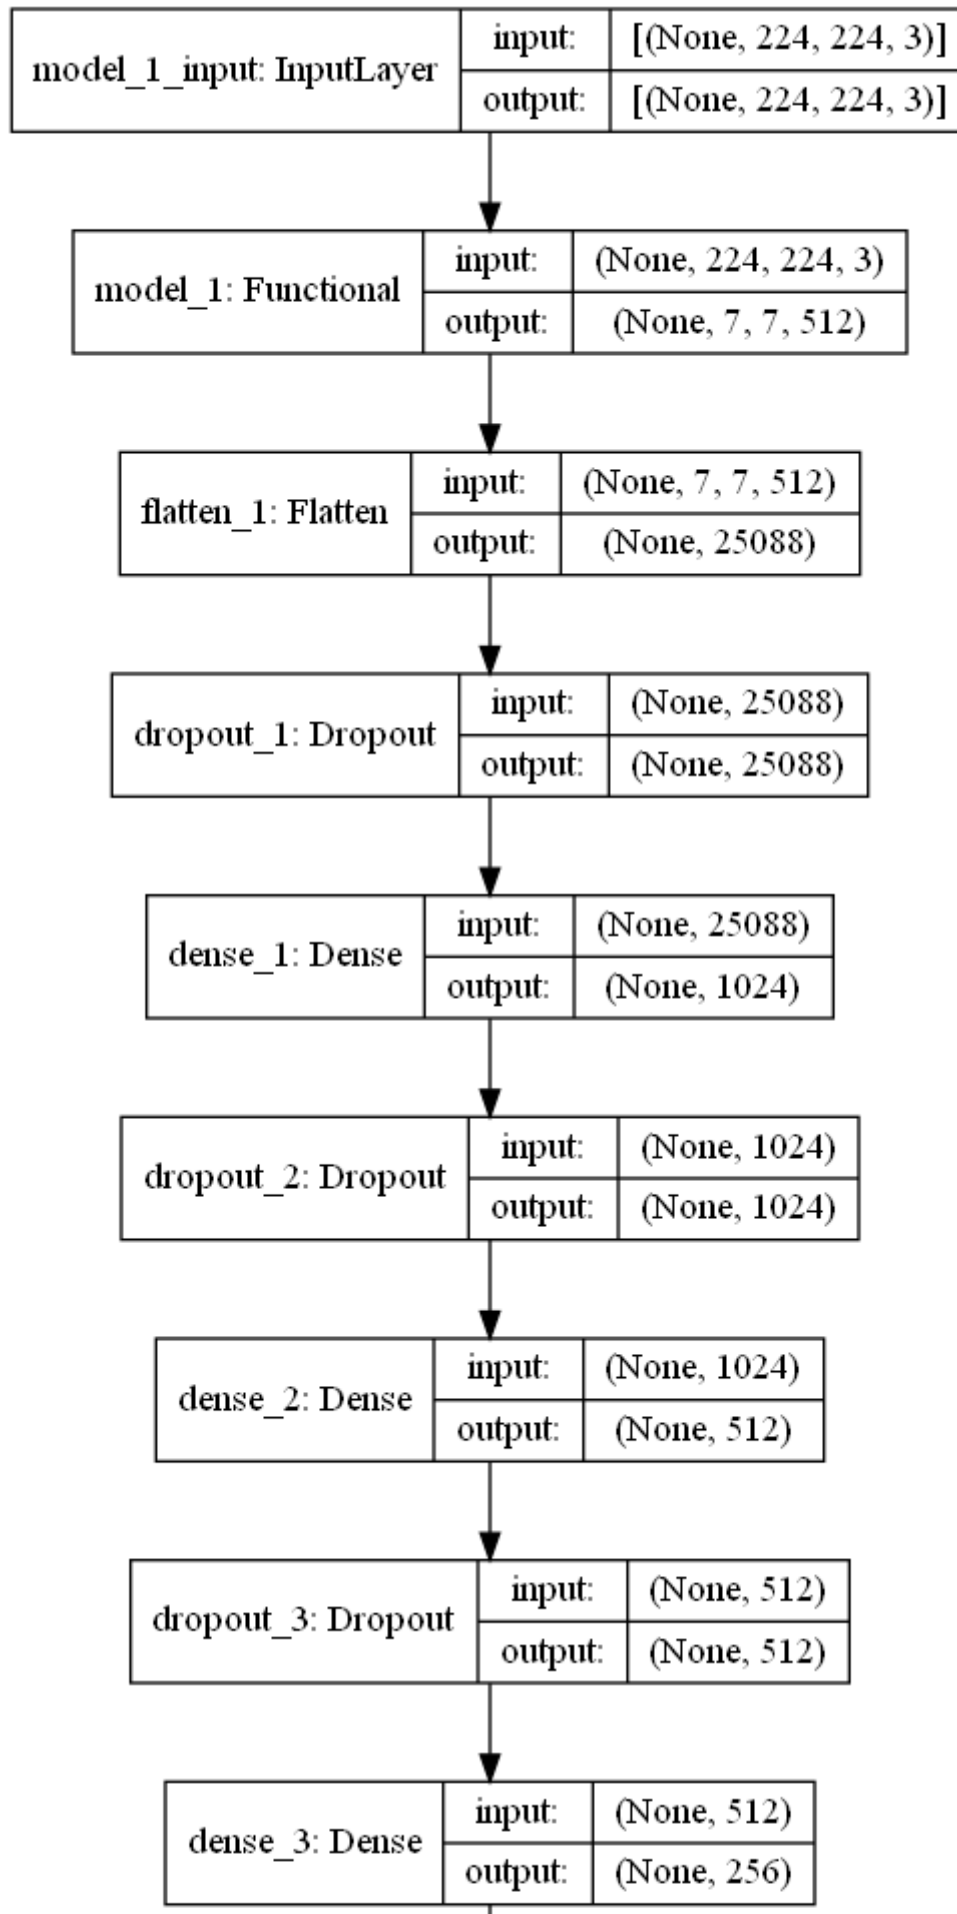 model_1_input: InputLayer
input: [(None, 224, 224, 3)]
output: [(None, 224, 224, 3)]
model_1: Functional
input: (None, 224, 224, 3)
output: (None, 7, 7, 512)
flatten_1: Flatten
input: (None, 7, 7, 512)
output: (None, 25088)
dropout_1: Dropout
input: (None, 25088)
output: (None, 25088)
dense_1: Dense
input: (None, 25088)
output: (None, 1024)
dropout_2: Dropout
input: (None, 1024)
output: (None, 1024)
dense_2: Dense
input: (None, 1024)
output: (None, 512)
dropout_3: Dropout
input: (None, 512)
output: (None, 512)
dense_3: Dense
input: (None, 512)
output: (None, 256)